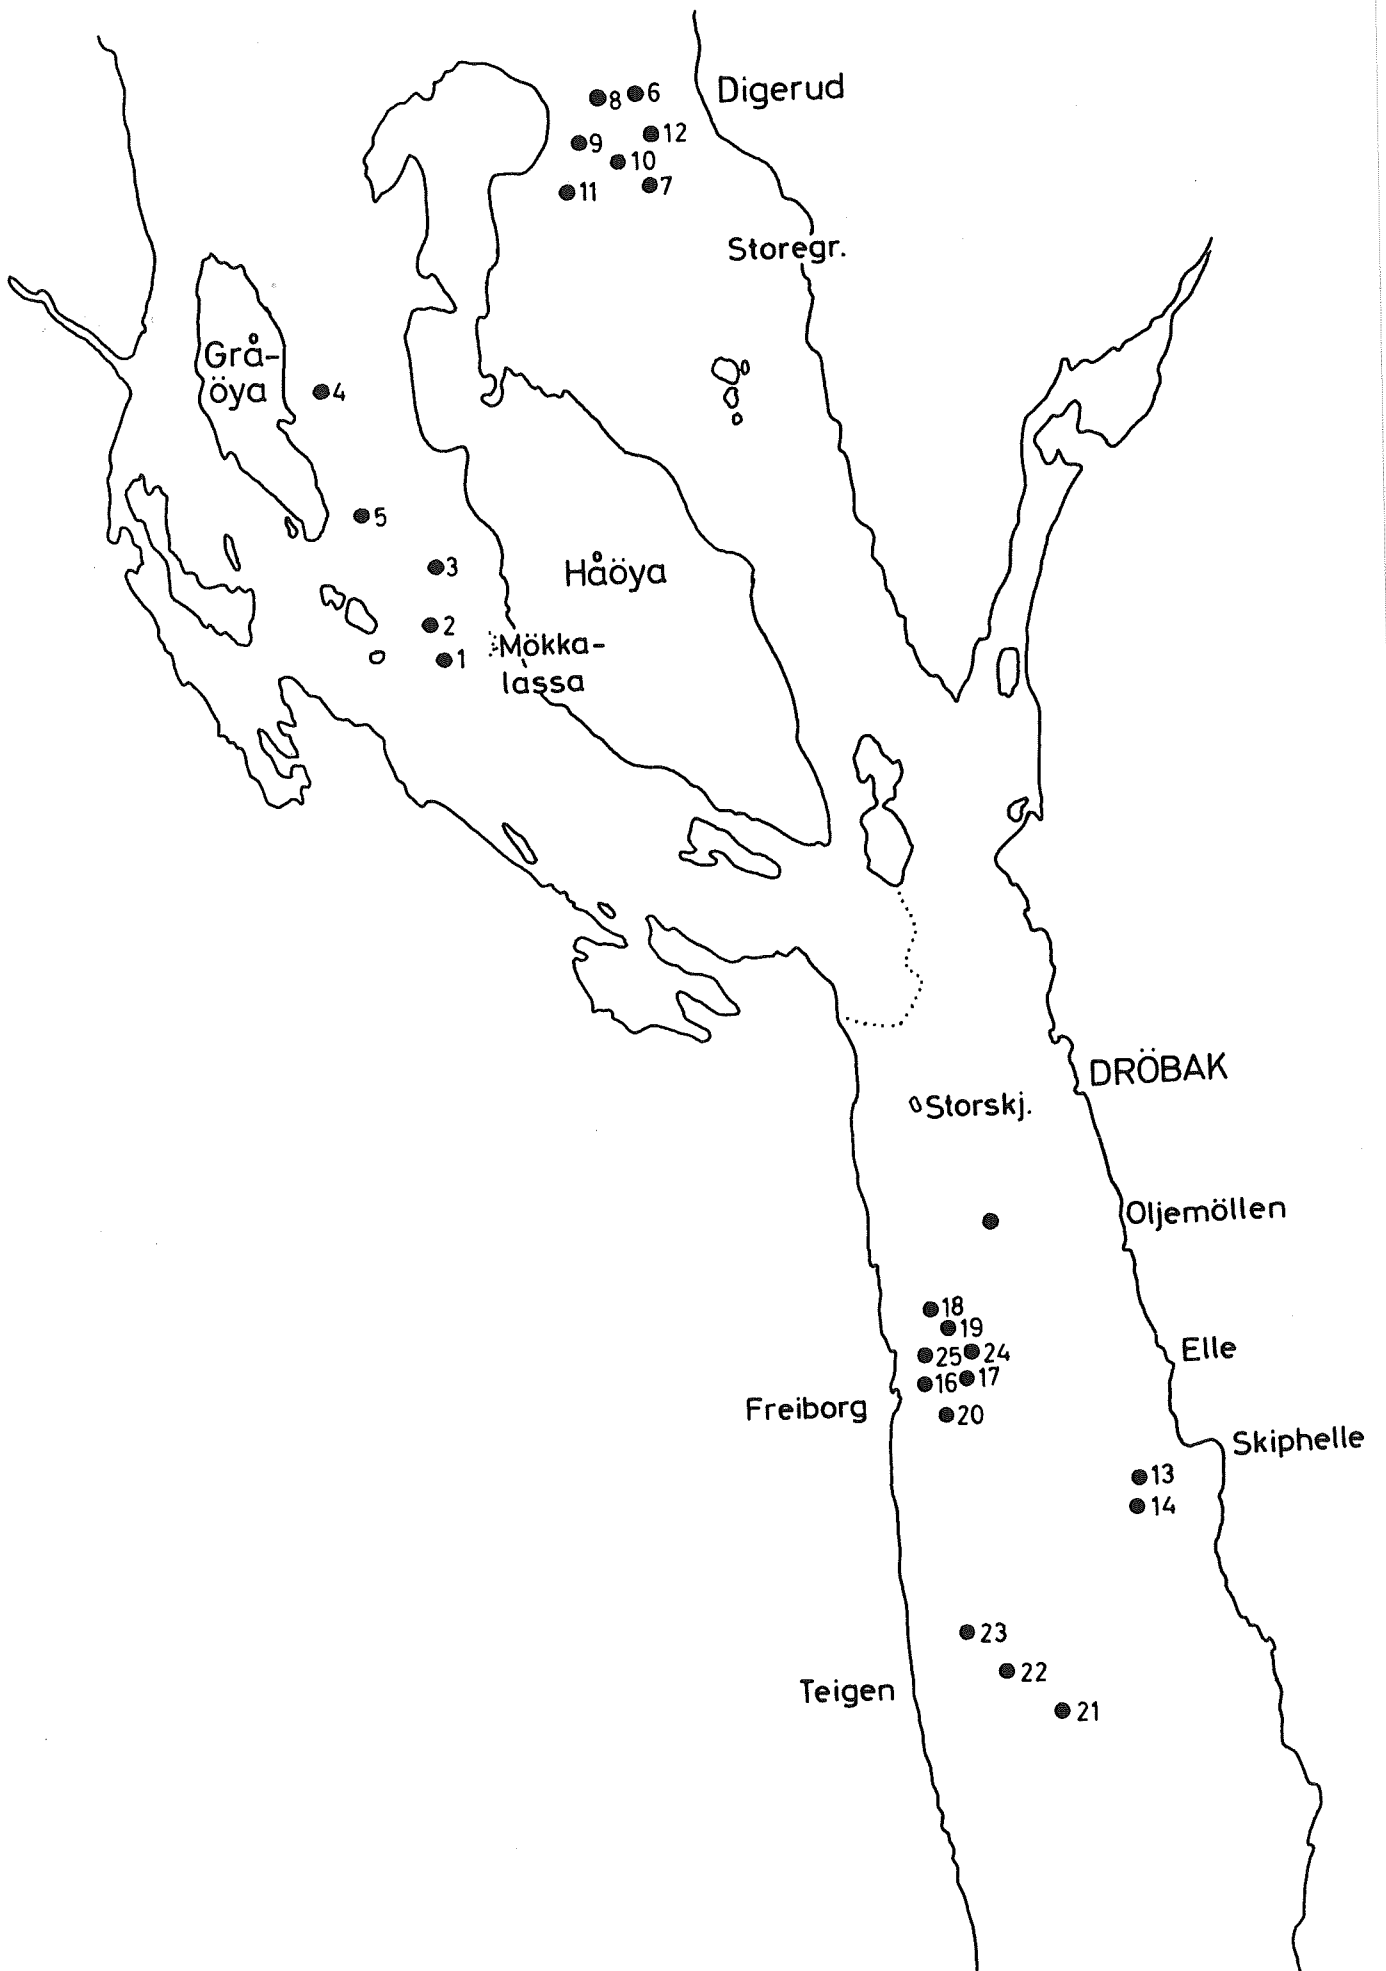 Digerud
8
6
9
12
10
11
7
Storegr.
Grå-
öya
4
5
3
Håöya
2
1
Mökka-
lassa
DRÖBAK
Storskj.
Oljemöllen
18
19
25
24
Elle
16
17
Freiborg
20
Skiphelle
13
14
23
22
Teigen
21